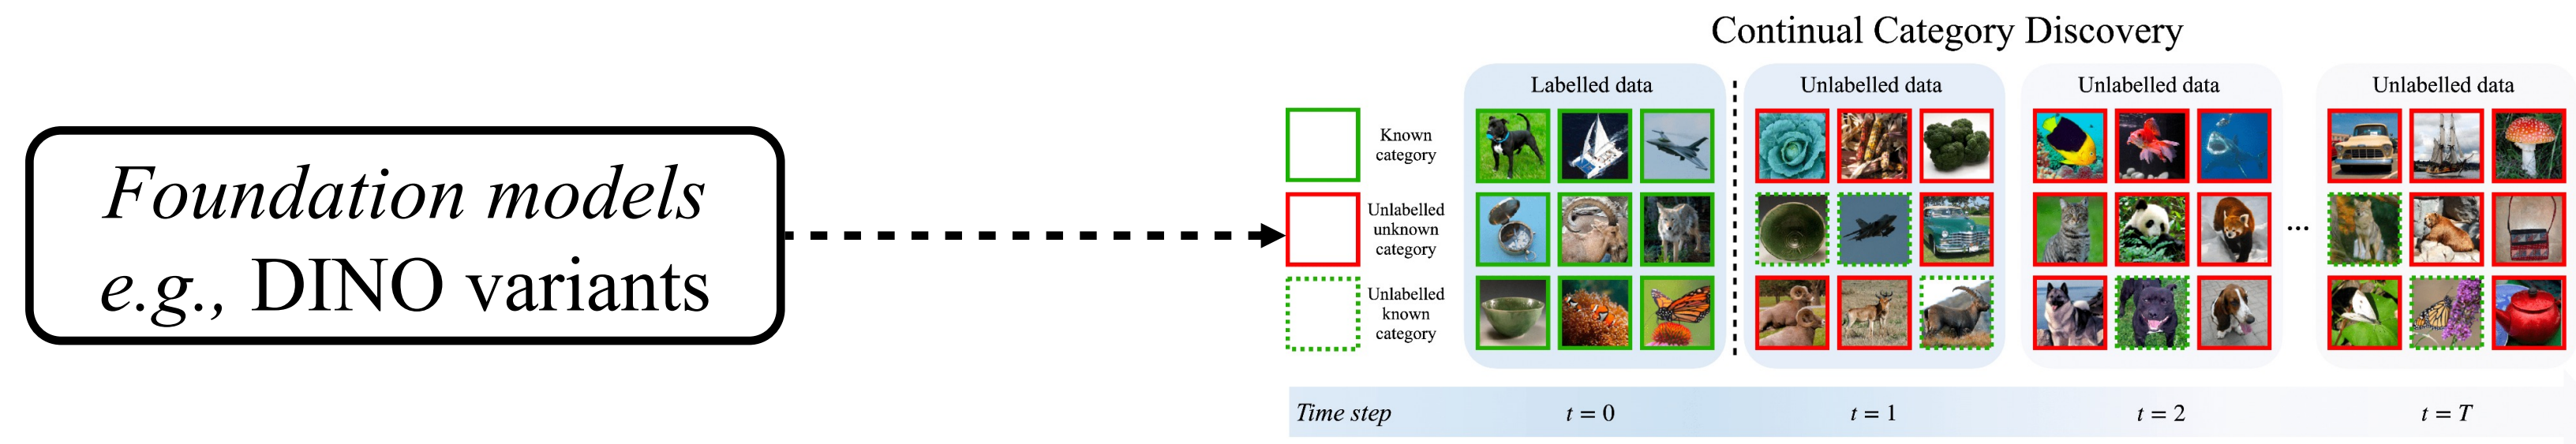 Continual Category Discovery
Foundation models
e.g., DINO variants
Known
category
Unlabelled
unknown
category
Unlabelled
known
category
Labelled data
Unlabelled data
Unlabelled data
...
Unlabelled data
Time step
t = 0
t = 1
t = 2
t = T